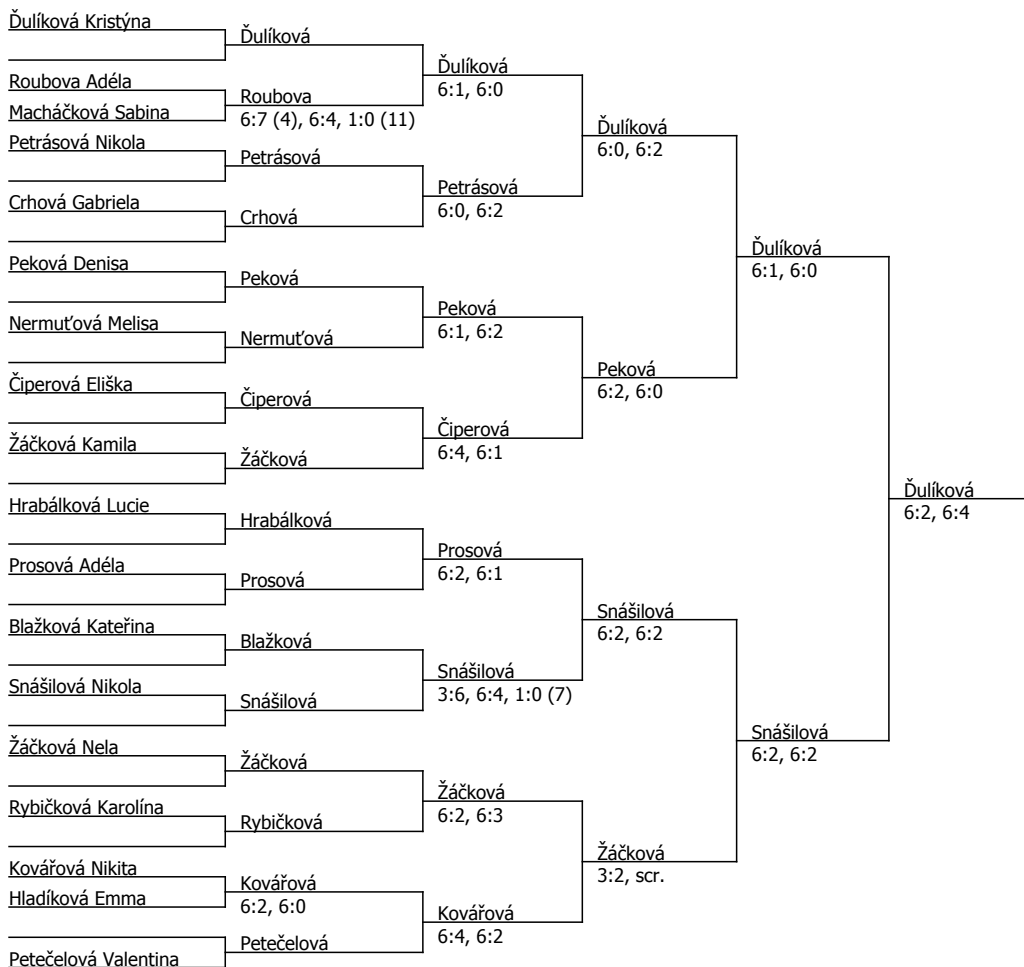 Ďulíková Kristýna
Roubova Adéla
Macháčková Sabina
Petrásová Nikola
Crhová Gabriela
Peková Denisa
Nermuťová Melisa
Čiperová Eliška
Žáčková Kamila
Hrabálková Lucie
Prosová Adéla
Blažková Kateřina
Snášilová Nikola
Žáčková Nela
Rybičková Karolína
Kovářová Nikita
Hladíková Emma
Petečelová Valentina
Ďulíková
Roubova
6:7 (4), 6:4, 1:0 (11)
Petrásová
Crhová
Peková
Nermuťová
Čiperová
Žáčková
Hrabálková
Prosová
Blažková
Snášilová
Žáčková
Rybičková
Kovářová
6:2, 6:0
Petečelová
Ďulíková
6:1, 6:0
Petrásová
6:0, 6:2
Peková
6:1, 6:2
Čiperová
6:4, 6:1
Prosová
6:2, 6:1
Snášilová
3:6, 6:4, 1:0 (7)
Žáčková
6:2, 6:3
Kovářová
6:4, 6:2
Ďulíková
6:0, 6:2
Peková
6:2, 6:0
Snášilová
6:2, 6:2
Žáčková
3:2, scr.
Ďulíková
6:1, 6:0
Snášilová
6:2, 6:2
Ďulíková
6:2, 6:4